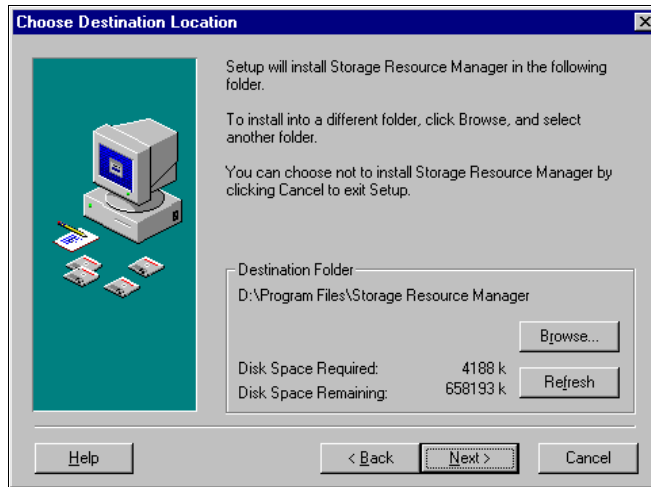 Choose Destination Location
Setup will install Storage Resource Manager in the following
folder.
To install into a different folder, click Browse, and select
another folder.
You can choose not to install Storage Resource Manager by
clicking Cancel to exit Setup.
Destination Folder
D:\Program Files\Storage Resource Manager
Browse...
Disk Space Required: 4188 k
Disk Space Remaining: 658193 k
Refresh
Help
< Back
Next >
Cancel